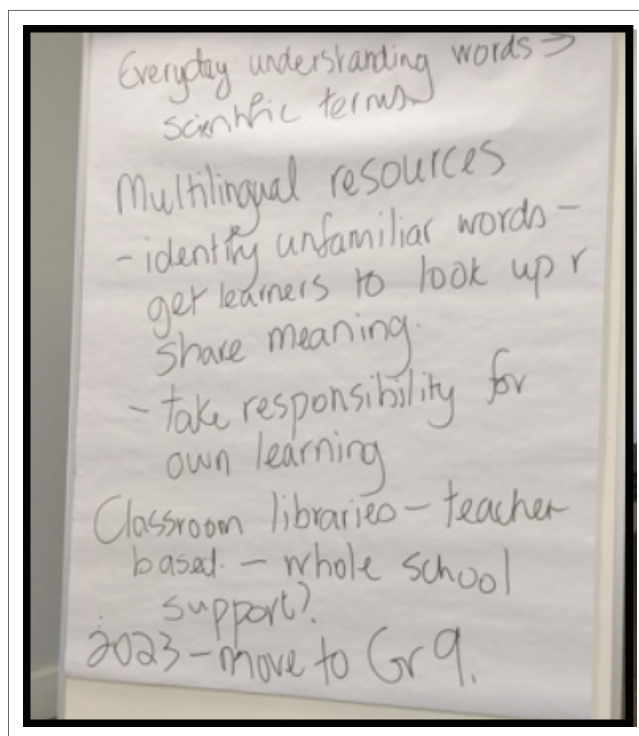 Everyday understanding words →
scientific terms
Multilingual resources
- identify unfamiliar words -
get learners to look up r
share meaning.
- take responsibility for
own learning
Classroom libraries - teacher
based. - whole school
support?
2023 - move to Gr 9.